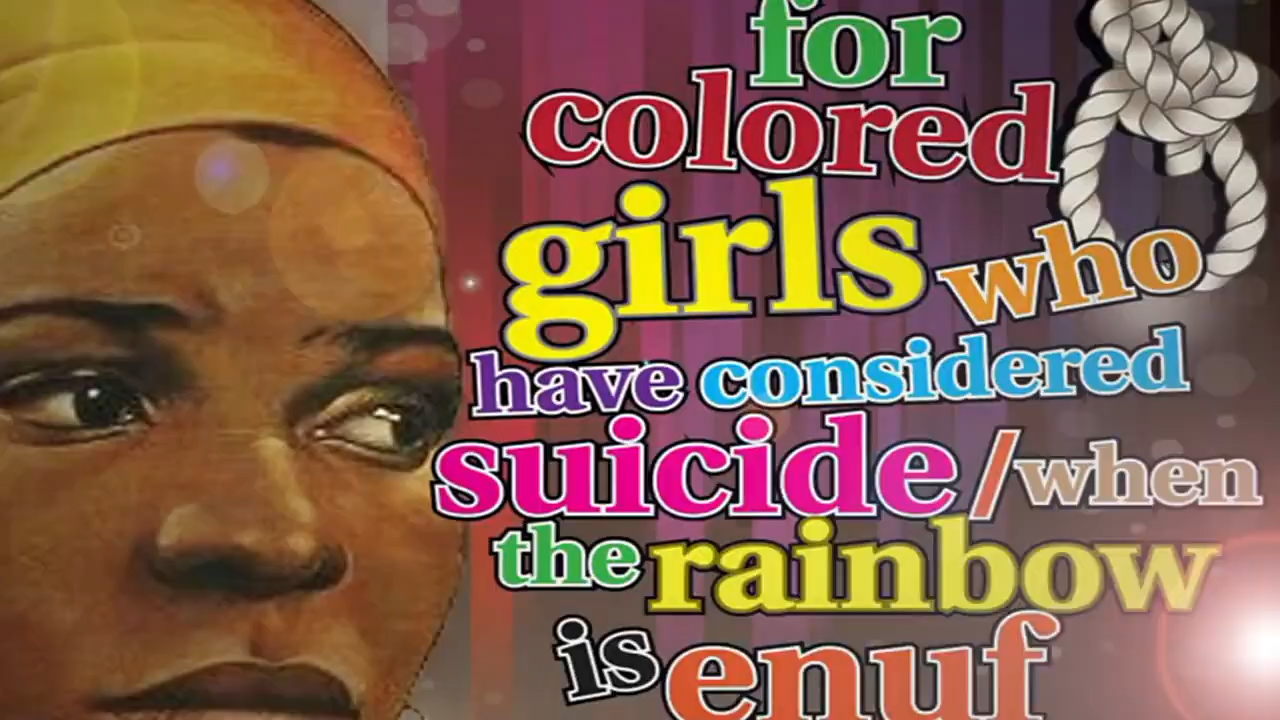 for
colored
girls who
have considered
suicide / when
the rainbow
is enuf